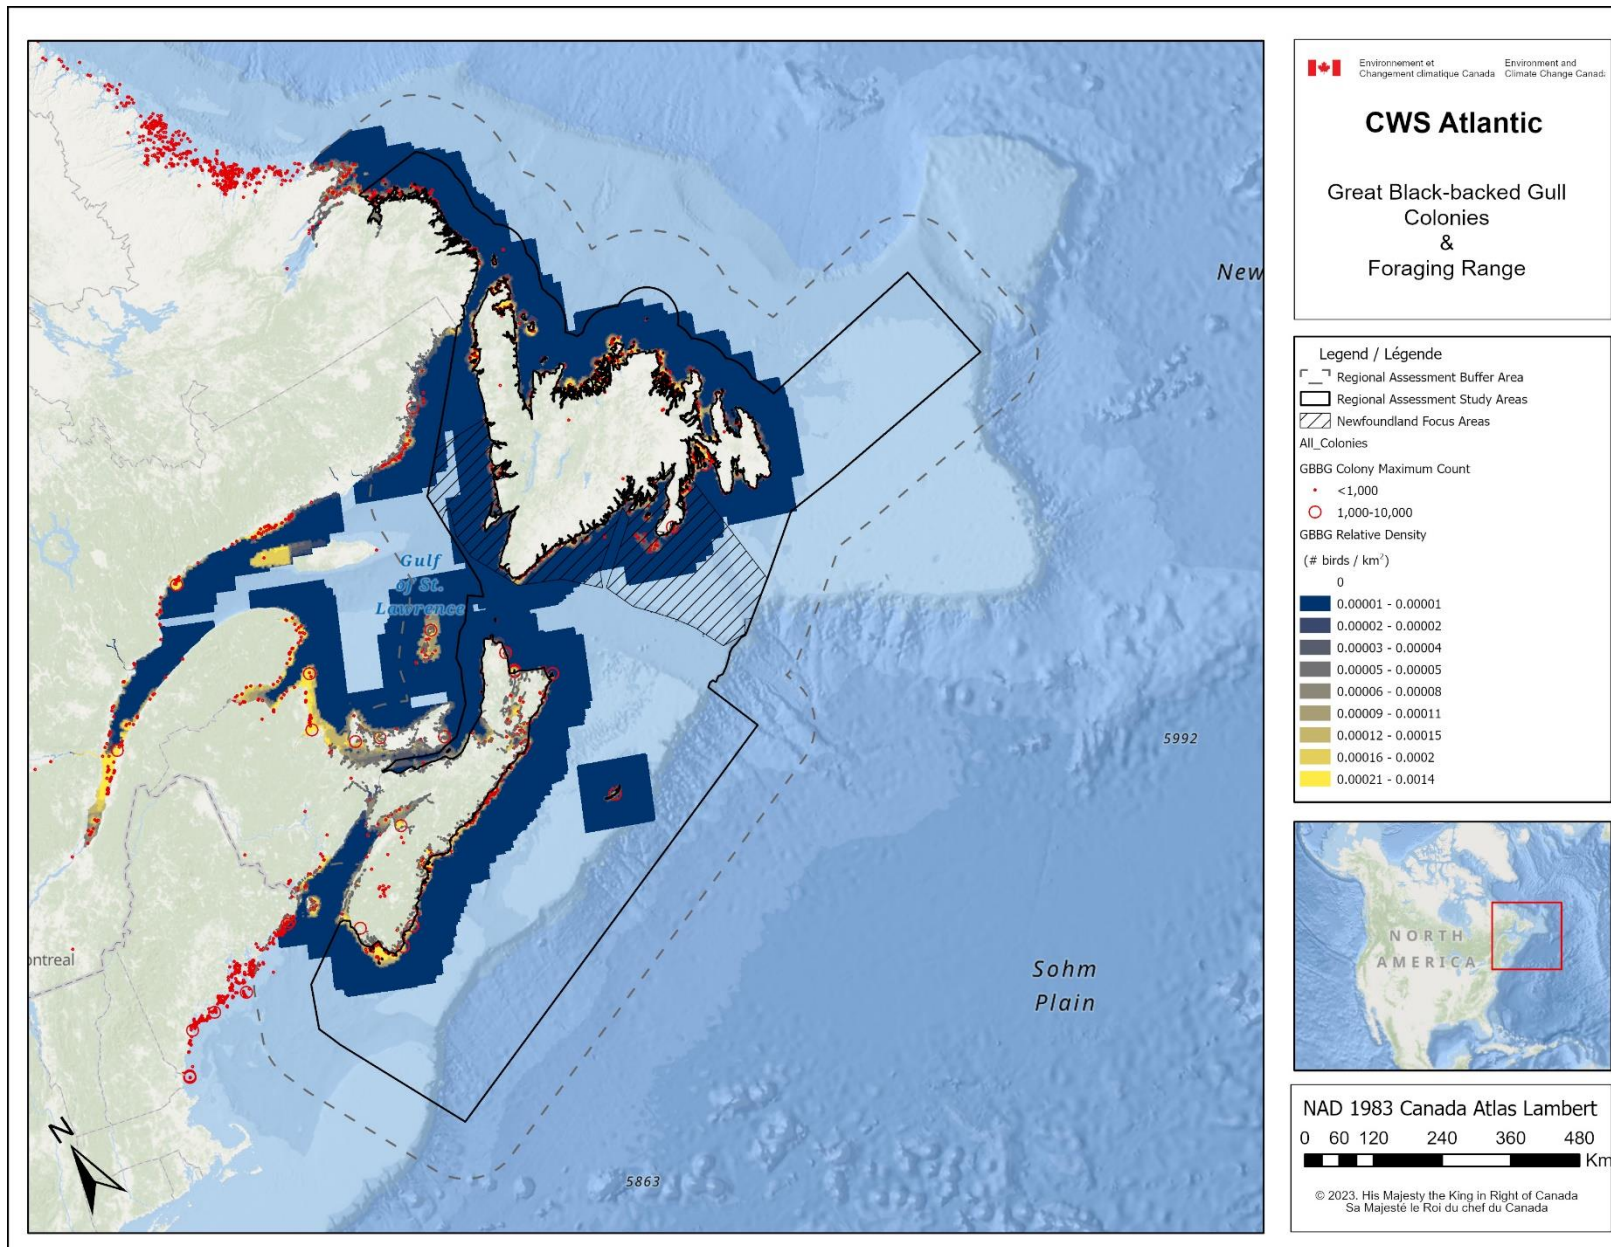 New
Gulf
of St.
Lawrence
5992
ontreal
Sohm
Plain
5863
N
Environnement et
Changement climatique Canada
Environment and
Climate Change Canada
CWS Atlantic
Great Black-backed Gull
Colonies
&
Foraging Range
Legend / Légende
Regional Assessment Buffer Area
Regional Assessment Study Areas
Newfoundland Focus Areas
All_Colonies
GBBG Colony Maximum Count
<1,000
1,000-10,000
GBBG Relative Density
(# birds / km²)
0
0.00001 - 0.00001
0.00002 - 0.00002
0.00003 - 0.00004
0.00005 - 0.00005
0.00006 - 0.00008
0.00009 - 0.00011
0.00012 - 0.00015
0.00016 - 0.0002
0.00021 - 0.0014
NORTH
AMERICA
NAD 1983 Canada Atlas Lambert
0 60 120 240 360 480
Km
© 2023. His Majesty the King in Right of Canada
Sa Majesté le Roi du chef du Canada